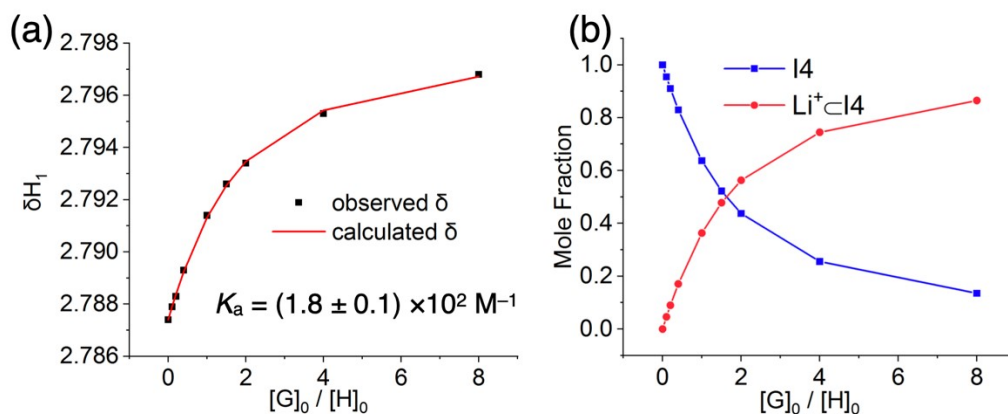 (a)
2.798
2.796
2.794
2.792
2.790
2.788
2.786
δH₁
observed δ
calculated δ
Kₐ = (1.8 ± 0.1) ×10² M⁻¹
0 2 4 6 8
[G]₀ / [H]₀
(b)
1.0
0.8
0.6
0.4
0.2
0.0
Mole Fraction
I4
Li⁺⊂I4
0 2 4 6 8
[G]₀ / [H]₀